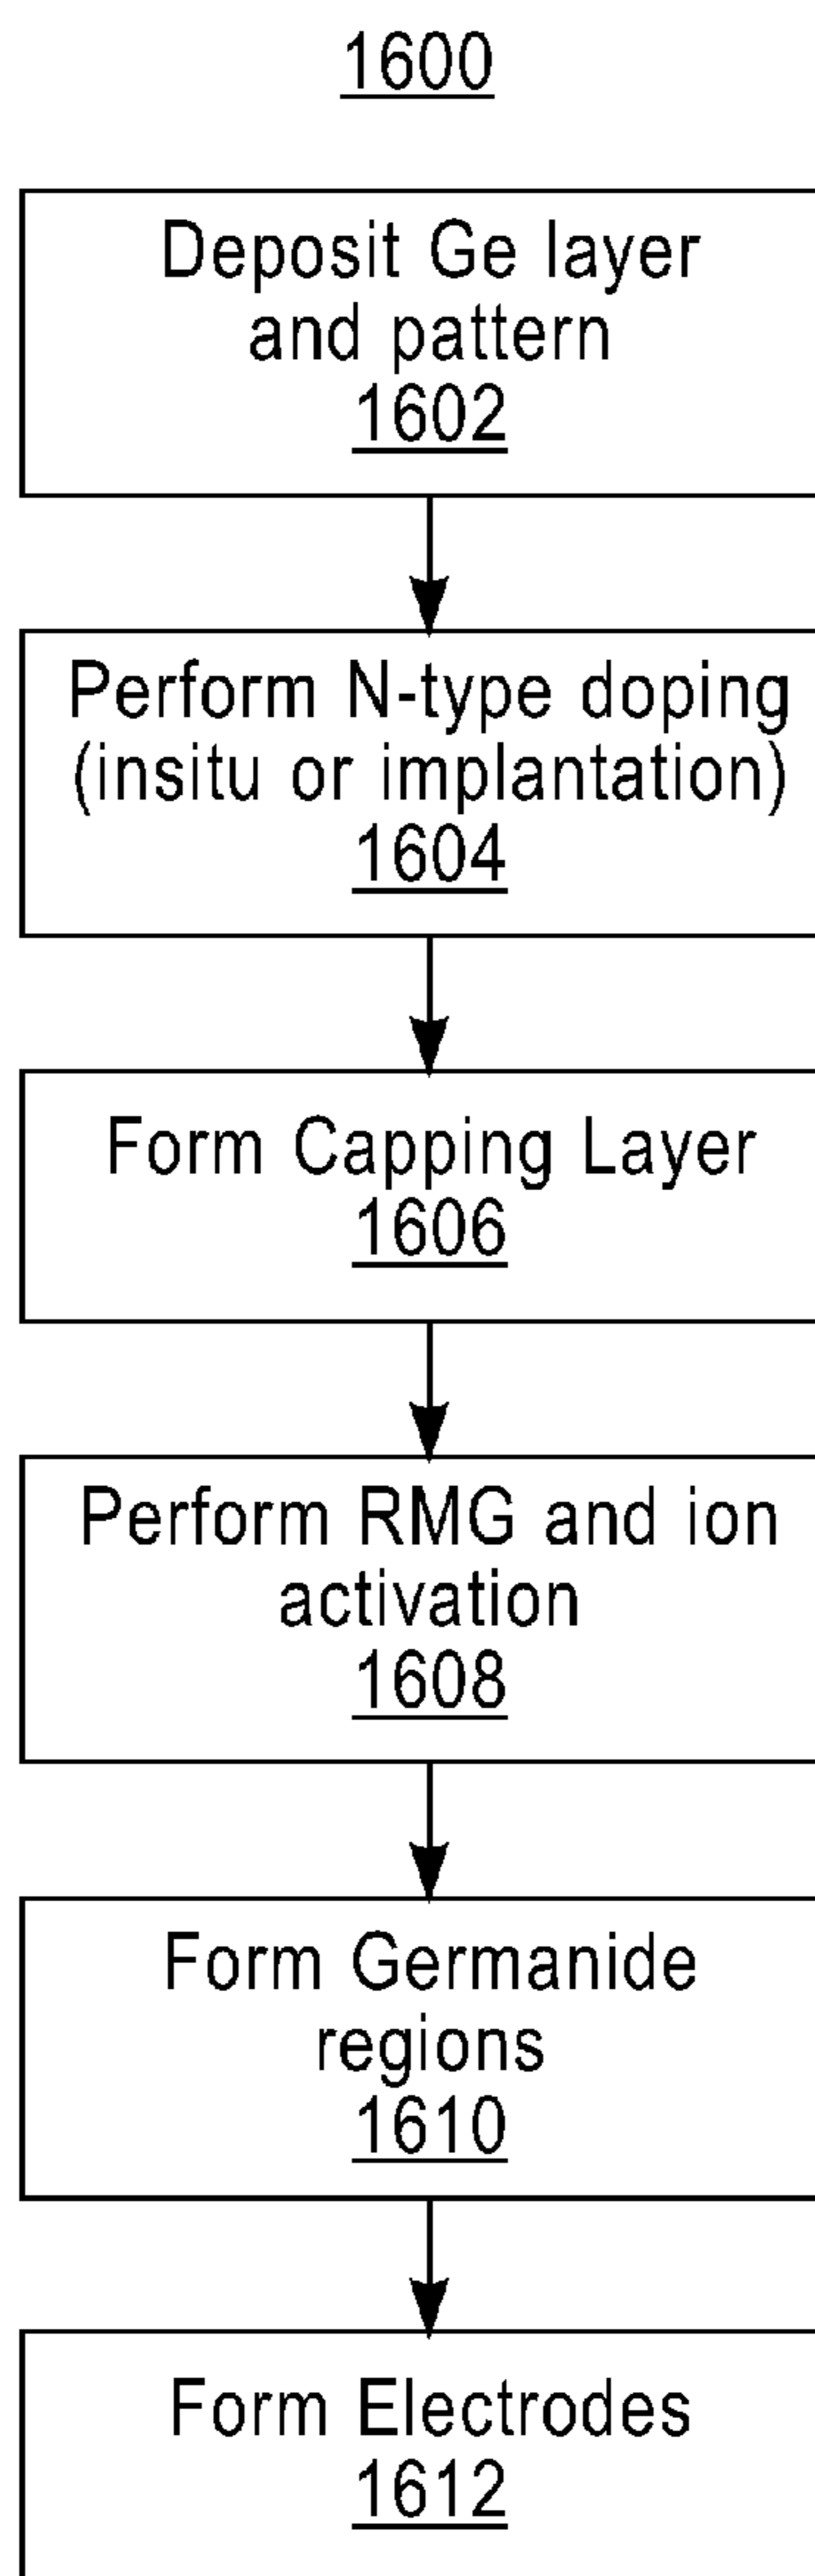 1600
Deposit Ge layer
and pattern
1602
Perform N-type doping
(insitu or implantation)
1604
Form Capping Layer
1606
Perform RMG and ion
activation
1608
Form Germanide
regions
1610
Form Electrodes
1612